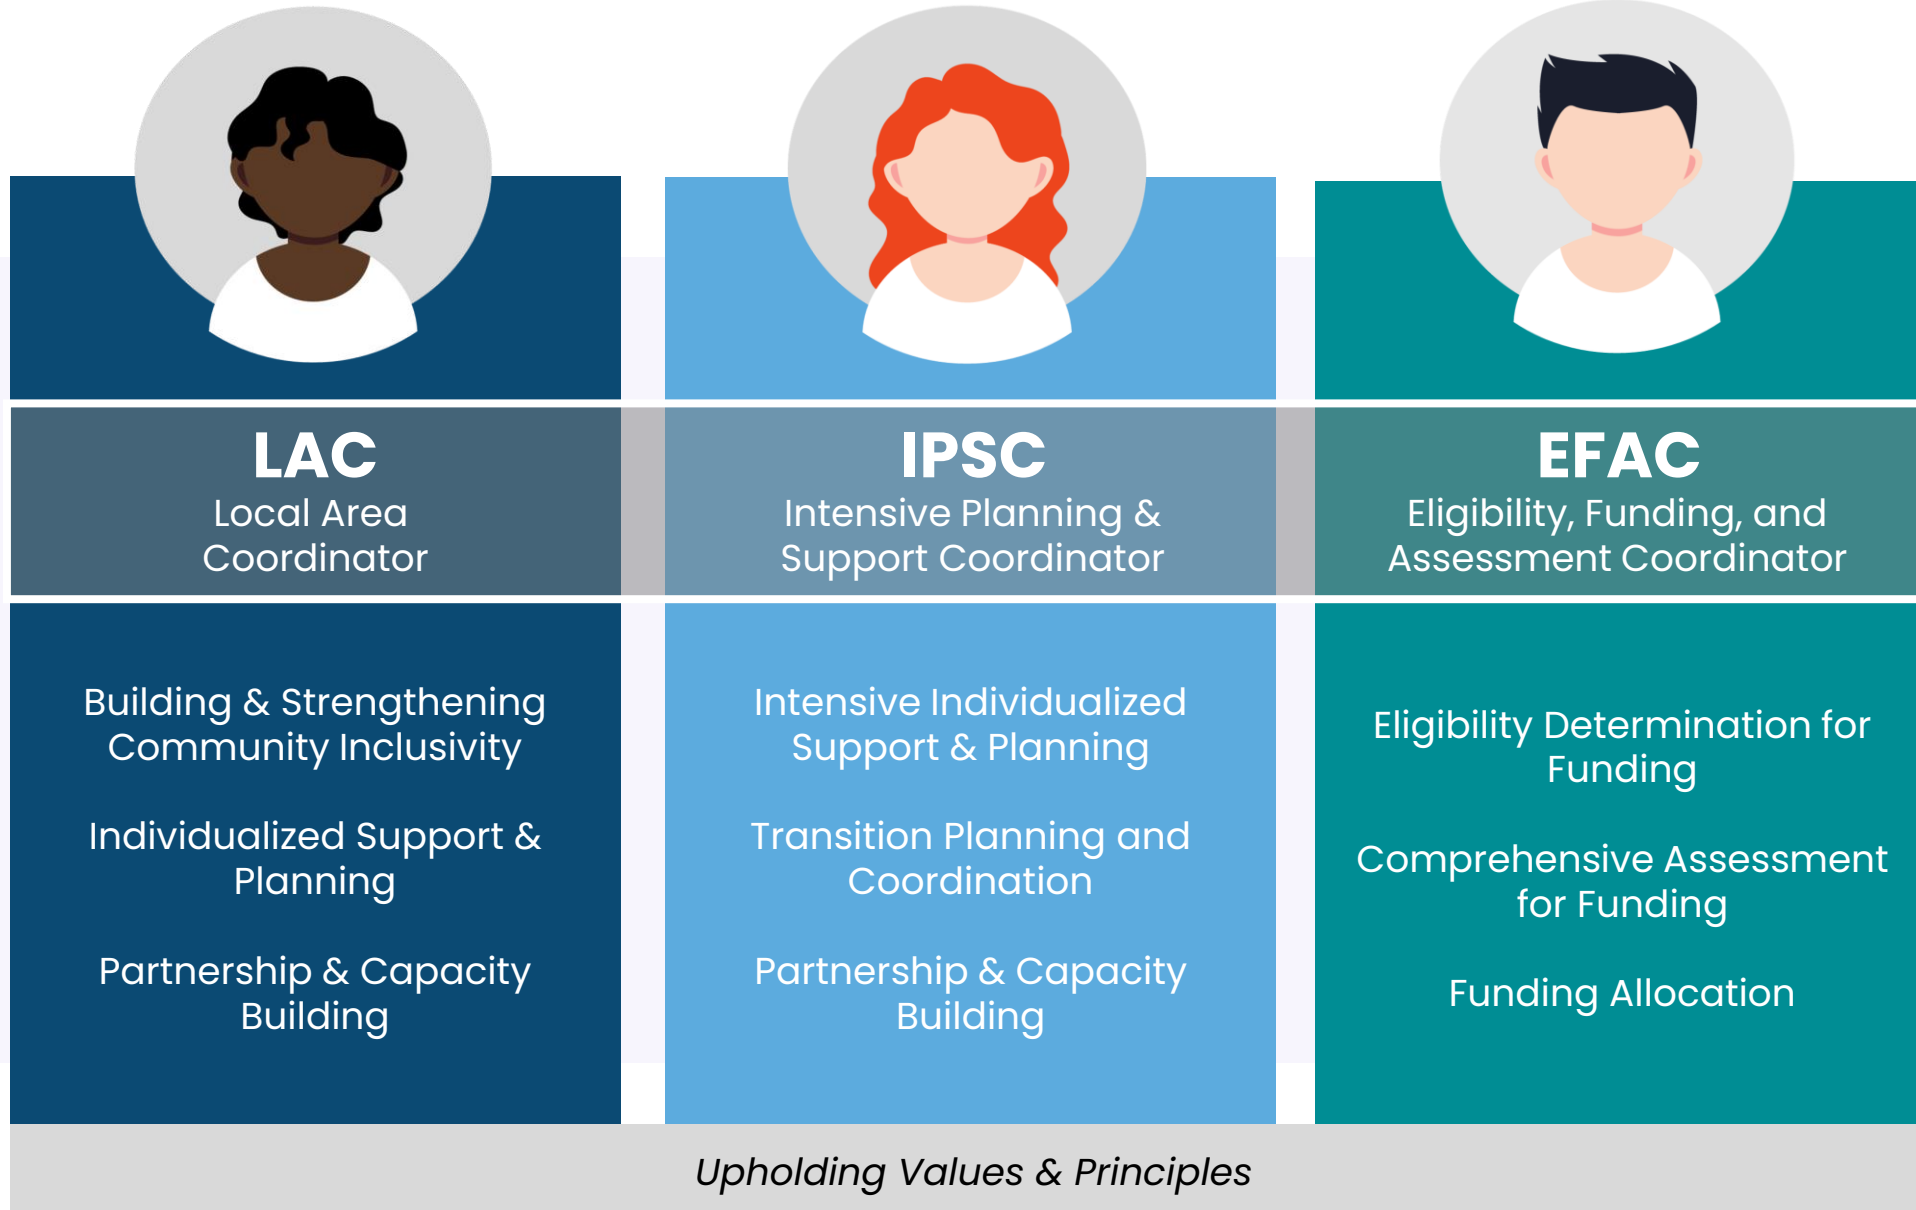 LAC
Local Area
Coordinator
Building & Strengthening
Community Inclusivity
Individualized Support &
Planning
Partnership & Capacity
Building
IPSC
Intensive Planning &
Support Coordinator
Intensive Individualized
Support & Planning
Transition Planning and
Coordination
Partnership & Capacity
Building
EFAC
Eligibility, Funding, and
Assessment Coordinator
Eligibility Determination for
Funding
Comprehensive Assessment
for Funding
Funding Allocation
Upholding Values & Principles